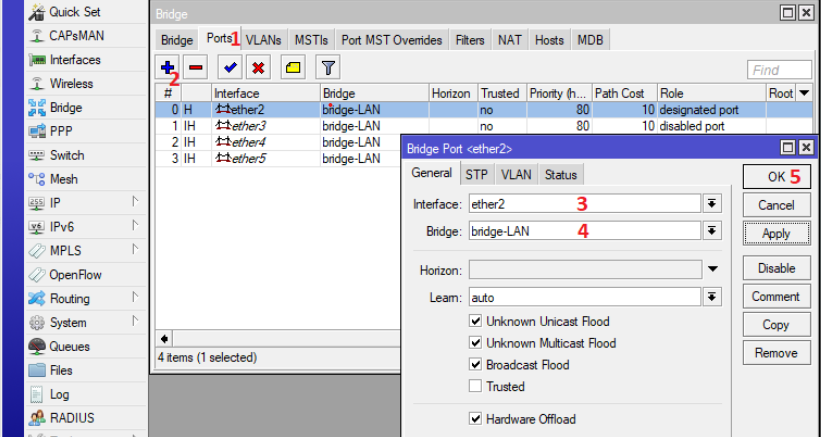 Quick Set
CAPsMAN
Interfaces
Wireless
Bridge
PPP
Switch
Mesh
IP
IPv6
MPLS
OpenFlow
Routing
System
Queues
Files
Log
RADIUS
Bridge
Bridge Ports 1 VLANs MSTIs Port MST Overrides Filters NAT Hosts MDB
2 Find
# Interface Bridge Horizon Trusted Priority (h... Path Cost Role Root
0 H ether2 bridge-LAN no 80 10 designated port
1 IH ether3 bridge-LAN no 80 10 disabled port
2 IH ether4 bridge-LAN
3 IH ether5 bridge-LAN
4 items (1 selected)
Bridge Port <ether2>
General STP VLAN Status
Interface: ether2 3
Bridge: bridge-LAN 4
Horizon:
Learn: auto
Unknown Unicast Flood
Unknown Multicast Flood
Broadcast Flood
Trusted
Hardware Offload
OK 5
Cancel
Apply
Disable
Comment
Copy
Remove